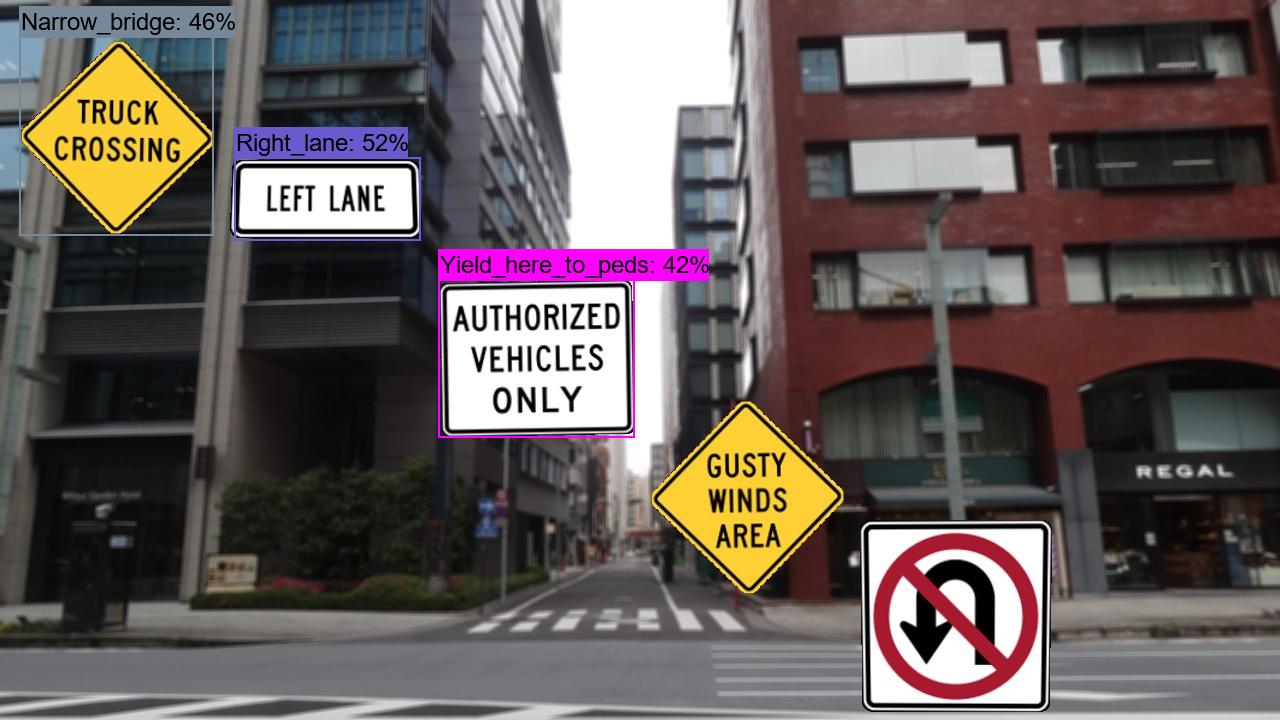 Narrow_bridge: 46%
TRUCK
CROSSING
Right_lane: 52%
LEFT LANE
Yield_here_to_peds: 42%
AUTHORIZED
VEHICLES
ONLY
GUSTY
WINDS
AREA
REGAL